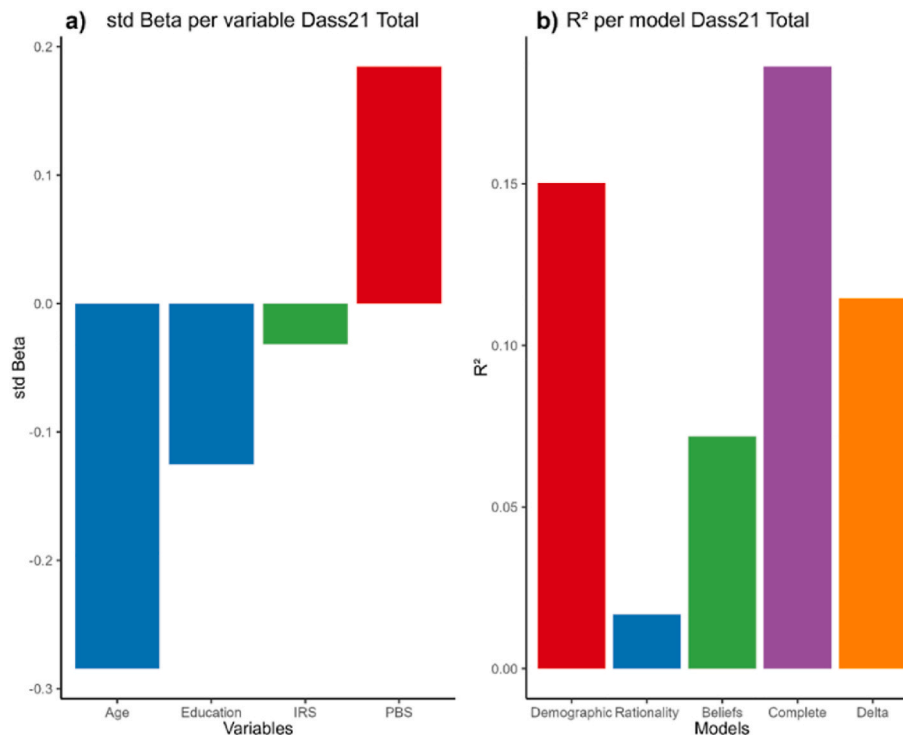 a) std Beta per variable Dass21 Total
0.2
0.1
0.0
-0.1
-0.2
-0.3
std Beta
Age Education IRS PBS
Variables
b) R² per model Dass21 Total
0.15
0.10
0.05
0.00
R²
Demographic Rationality Beliefs Complete Delta
Models